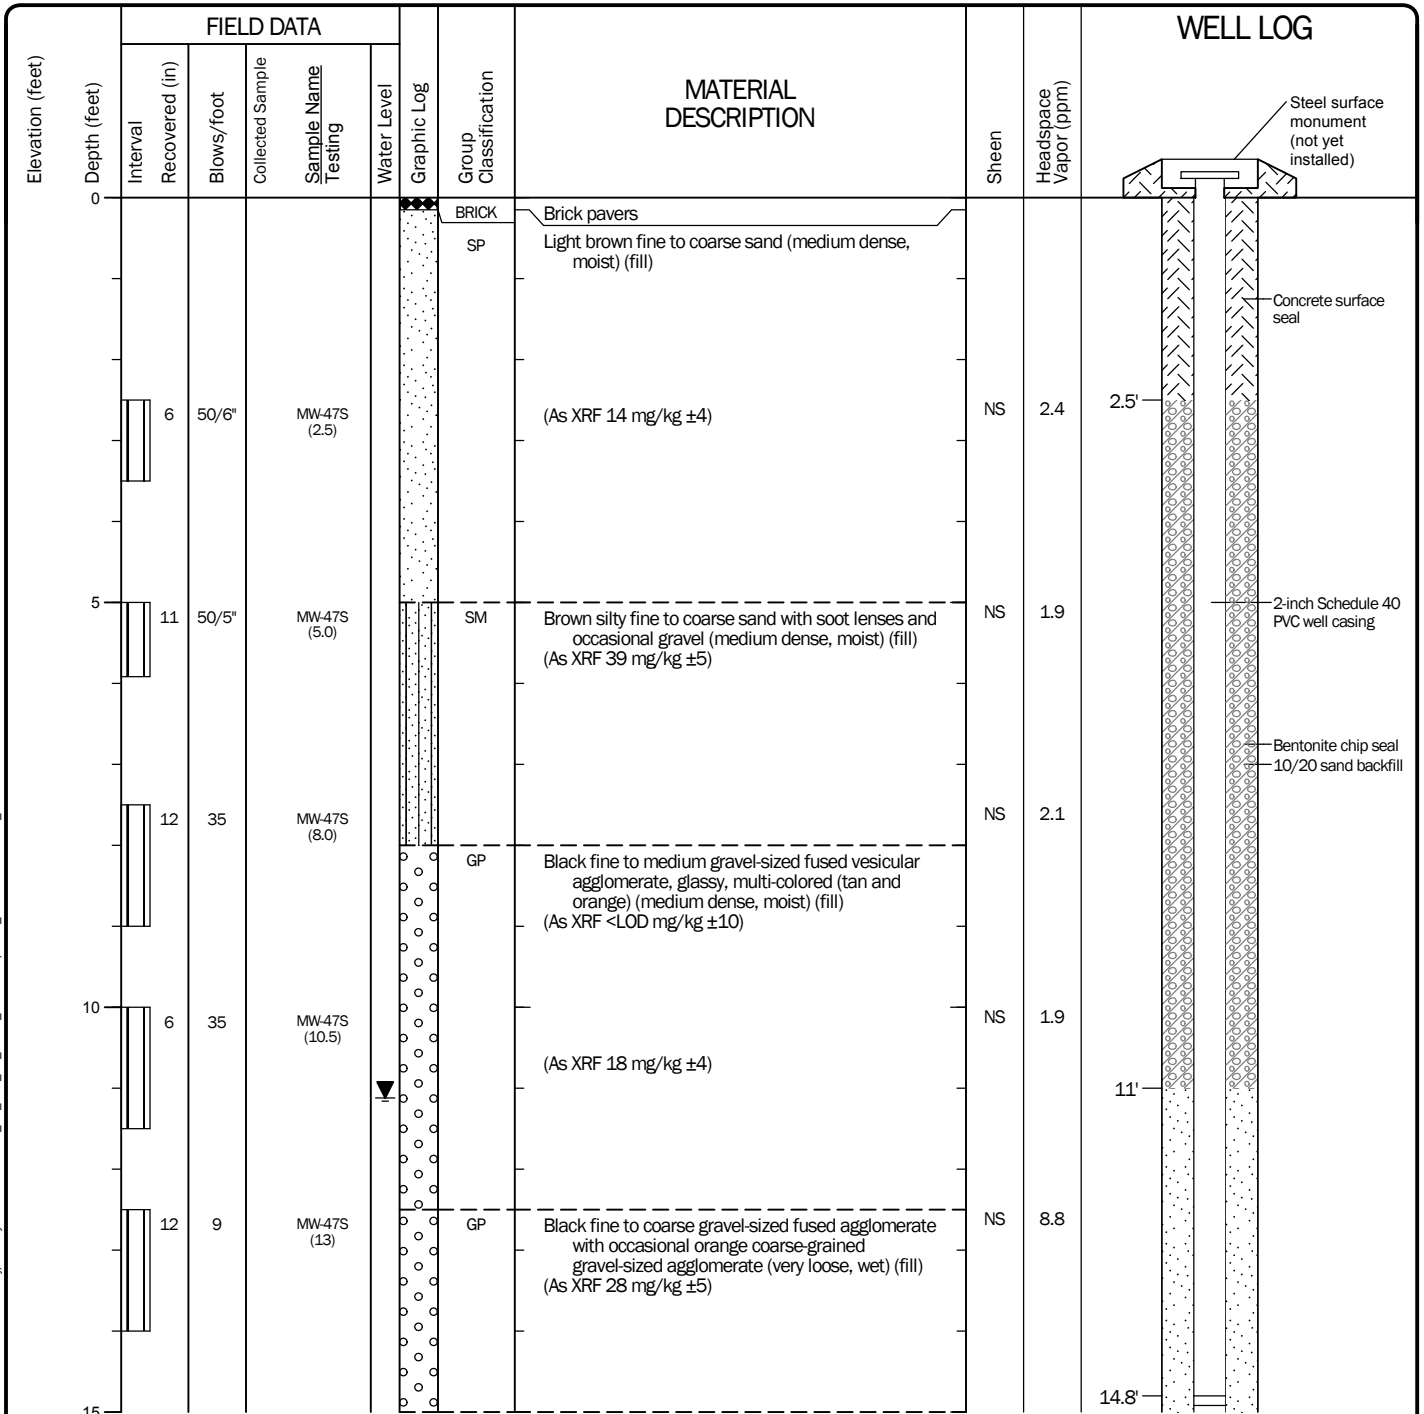 FIELD DATA
WELL LOG
Elevation (feet)
Depth (feet)
Interval
Recovered (in)
Blows/foot
Collected Sample
Sample Name
Testing
Water Level
Graphic Log
Group
Classification
MATERIAL
DESCRIPTION
Sheen
Headspace
Vapor (ppm)
Steel surface
monument
(not yet
installed)
0
BRICK
Brick pavers
SP
Light brown fine to coarse sand (medium dense,
moist) (fill)
Concrete surface
seal
6
50/6"
MW-47S
(2.5)
(As XRF 14 mg/kg ±4)
NS
2.4
2.5'
5
11
50/5"
MW-47S
(5.0)
SM
Brown silty fine to coarse sand with soot lenses and
occasional gravel (medium dense, moist) (fill)
(As XRF 39 mg/kg ±5)
NS
1.9
2-inch Schedule 40
PVC well casing
Bentonite chip seal
10/20 sand backfill
12
35
MW-47S
(8.0)
NS
2.1
GP
Black fine to medium gravel-sized fused vesicular
agglomerate, glassy, multi-colored (tan and
orange) (medium dense, moist) (fill)
(As XRF <LOD mg/kg ±10)
10
6
35
MW-47S
(10.5)
NS
1.9
(As XRF 18 mg/kg ±4)
11'
12
9
MW-47S
(13)
GP
Black fine to coarse gravel-sized fused agglomerate
with occasional orange coarse-grained
gravel-sized agglomerate (very loose, wet) (fill)
(As XRF 28 mg/kg ±5)
NS
8.8
14.8'
15